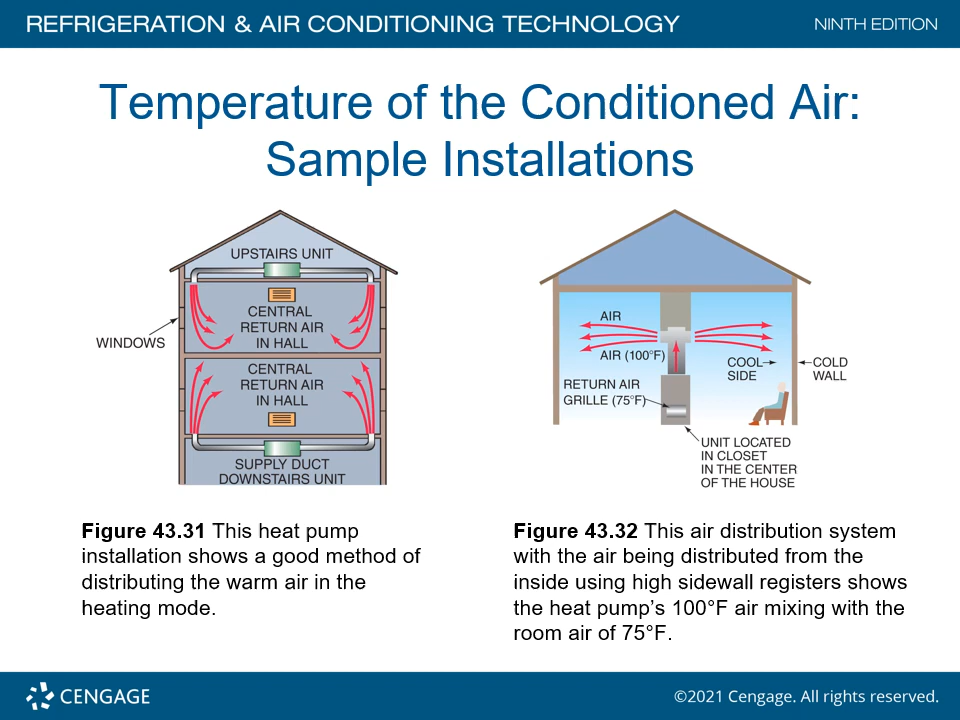 REFRIGERATION & AIR CONDITIONING TECHNOLOGY
NINTH EDITION
Temperature of the Conditioned Air:
Sample Installations
UPSTAIRS UNIT
CENTRAL
RETURN AIR
IN HALL
WINDOWS
CENTRAL
RETURN AIR
IN HALL
SUPPLY DUCT
DOWNSTAIRS UNIT
AIR
AIR (100°F)
RETURN AIR
GRILLE (75°F)
COOL
SIDE
COLD
WALL
UNIT LOCATED
IN CLOSET
IN THE CENTER
OF THE HOUSE
Figure 43.31 This heat pump
installation shows a good method of
distributing the warm air in the
heating mode.
Figure 43.32 This air distribution system
with the air being distributed from the
inside using high sidewall registers shows
the heat pump’s 100°F air mixing with the
room air of 75°F.
CENGAGE
©2021 Cengage. All rights reserved.